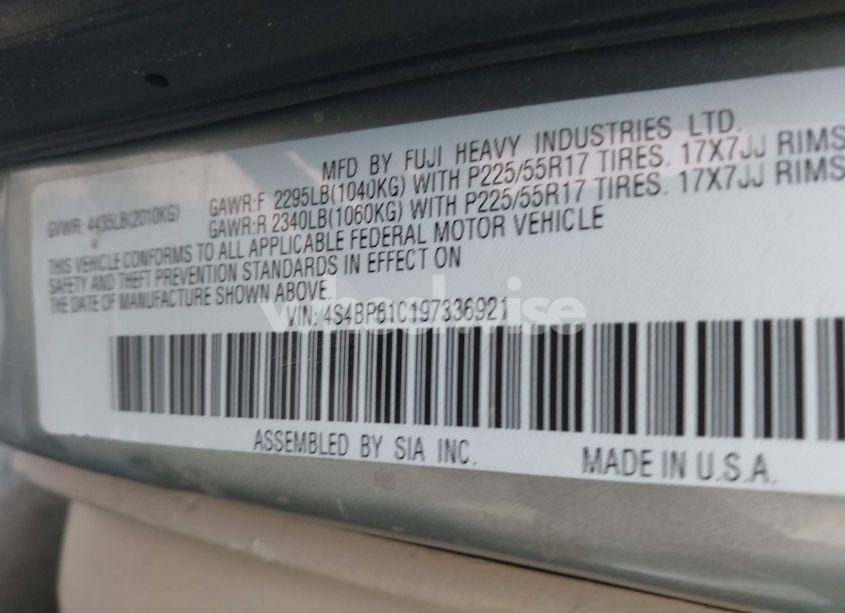 MFD BY FUJI HEAVY INDUSTRIES LTD.
GVWR: 4435LB(2010KG) GAWR:F 2295LB(1040KG) WITH P225/55R17 TIRES. 17X7JJ RIMS
GAWR:R 2340LB(1060KG) WITH P225/55R17 TIRES. 17X7JJ RIMS
THIS VEHICLE CONFORMS TO ALL APPLICABLE FEDERAL MOTOR VEHICLE
SAFETY AND THEFT PREVENTION STANDARDS IN EFFECT ON
THE DATE OF MANUFACTURE SHOWN ABOVE.
VIN: 4S4BP61C197336921
ASSEMBLED BY SIA INC. MADE IN U.S.A.